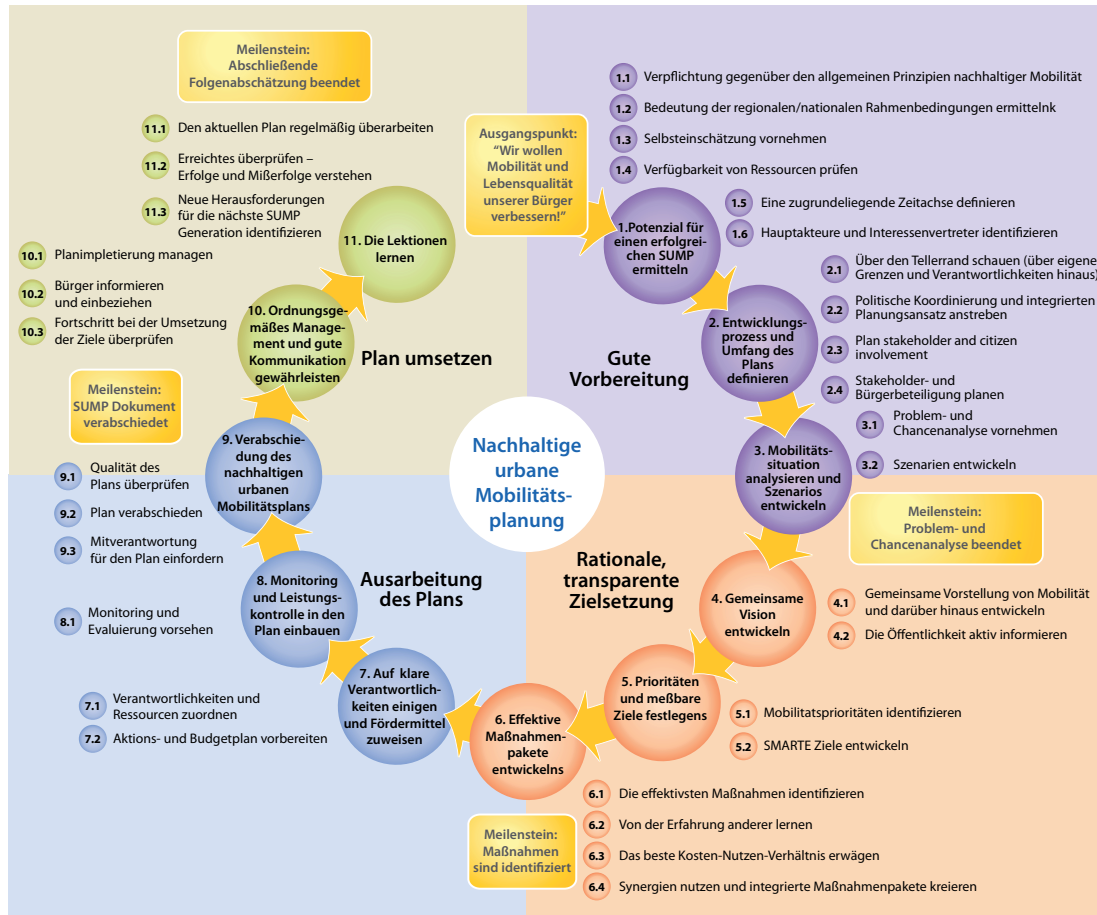 Nachhaltige
urbane
Mobilitäts-
planung
Ausgangspunkt:
“Wir wollen
Mobilität und
Lebensqualität
unserer Bürger
verbessern!”
Gute
Vorbereitung
1.Potenzial für
einen erfolgrei-
chen SUMP
ermitteln
1.1 Verpflichtung gegenüber den allgemeinen Prinzipien nachhaltiger Mobilität
1.2 Bedeutung der regionalen/nationalen Rahmenbedingungen ermittelnk
1.3 Selbsteinschätzung vornehmen
1.4 Verfügbarkeit von Ressourcen prüfen
1.5 Eine zugrundeliegende Zeitachse definieren
1.6 Hauptakteure und Interessenvertreter identifizieren
2. Entwicklungs-
prozess und
Umfang des
Plans
definieren
2.1 Über den Tellerrand schauen (über eigene
Grenzen und Verantwortlichkeiten hinaus)
2.2 Politische Koordinierung und integrierten
Planungsansatz anstreben
2.3 Plan stakeholder and citizen
involvement
2.4 Stakeholder- und
Bürgerbeteiligung planen
3. Mobilitäts-
situation
analysieren und
Szenarios
entwickeln
3.1 Problem- und
Chancenanalyse vornehmen
3.2 Szenarien entwickeln
Meilenstein:
Problem- und
Chancenanalyse beendet
Rationale,
transparente
Zielsetzung
4. Gemeinsame
Vision
entwickeln
4.1 Gemeinsame Vorstellung von Mobilität
und darüber hinaus entwickeln
4.2 Die Öffentlichkeit aktiv informieren
5. Prioritäten
und meßbare
Ziele festlegens
5.1 Mobilitatsprioritäten identifizieren
5.2 SMARTE Ziele entwickeln
6. Effektive
Maßnahmen-
pakete
entwickelns
6.1 Die effektivsten Maßnahmen identifizieren
6.2 Von der Erfahrung anderer lernen
6.3 Das beste Kosten-Nutzen-Verhältnis erwägen
6.4 Synergien nutzen und integrierte Maßnahmenpakete kreieren
Meilenstein:
Maßnahmen
sind identifiziert
Ausarbeitung
des Plans
7. Auf klare
Verantwortlich-
keiten einigen
und Fördermittel
zuweisen
7.1 Verantwortlichkeiten und
Ressourcen zuordnen
7.2 Aktions- und Budgetplan vorbereiten
8. Monitoring
und Leistungs-
kontrolle in den
Plan einbauen
8.1 Monitoring und
Evaluierung vorsehen
9. Verabschie-
dung des
nachhaltigen
urbanen
Mobilitätsplans
9.1 Qualität des
Plans überprüfen
9.2 Plan verabschieden
9.3 Mitverantwortung
für den Plan einfordern
Meilenstein:
SUMP Dokument
verabschiedet
Plan umsetzen
10. Ordnungsge-
mäßes Manage-
ment und gute
Kommunikation
gewährleisten
10.1 Planimpletierung managen
10.2 Bürger informieren
und einbeziehen
10.3 Fortschritt bei der Umsetzung
der Ziele überprüfen
11. Die Lektionen
lernen
11.1 Den aktuellen Plan regelmäßig überarbeiten
11.2 Erreichtes überprüfen –
Erfolge und Mißerfolge verstehen
11.3 Neue Herausforderungen
für die nächste SUMP
Generation identifizieren
Meilenstein:
Abschließende
Folgenabschätzung beendet